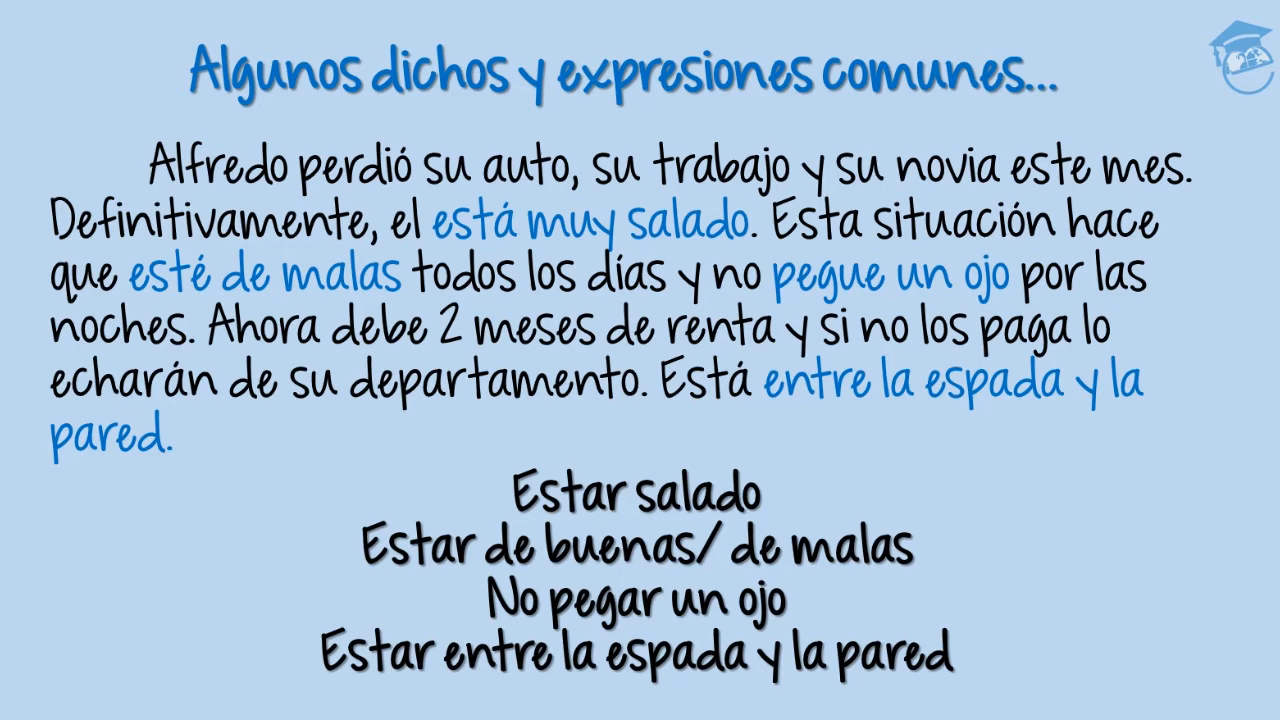 Algunos dichos y expresiones comunes...
Alfredo perdió su auto, su trabajo y su novia este mes.
Definitivamente, el está muy salado. Esta situación hace
que esté de malas todos los días y no pegue un ojo por las
noches. Ahora debe 2 meses de renta y si no los paga lo
echarán de su departamento. Está entre la espada y la
pared.
Estar salado
Estar de buenas/ de malas
No pegar un ojo
Estar entre la espada y la pared